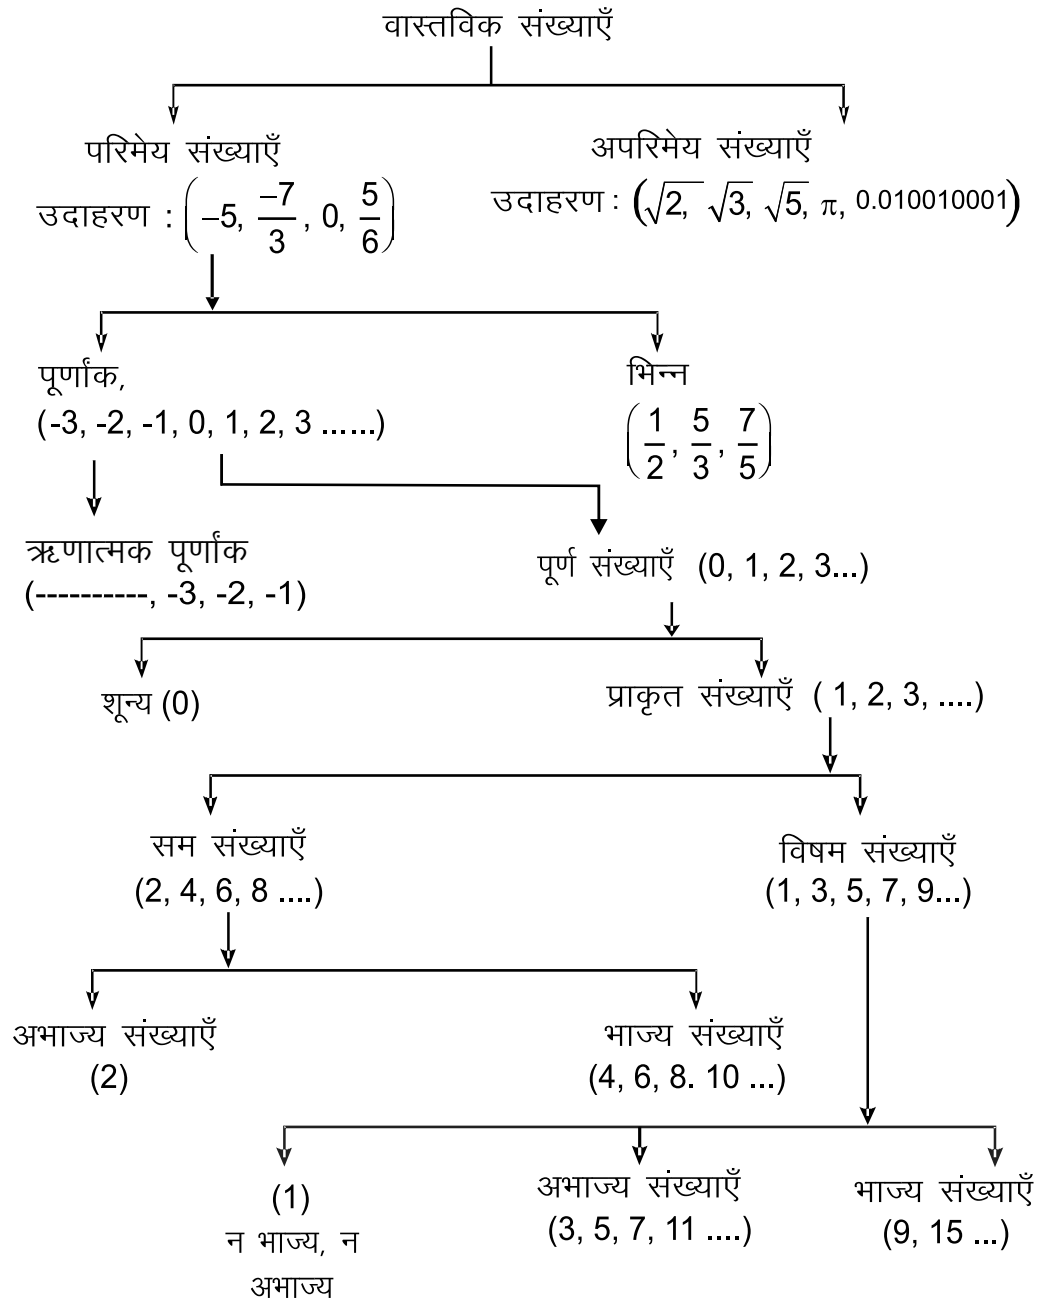 वास्तविक संख्याएँ
परिमेय संख्याएँ
उदाहरण : (–5, –7/3, 0, 5/6)
अपरिमेय संख्याएँ
उदाहरण : (√2, √3, √5, π, 0.010010001)
पूर्णांक,
(-3, -2, -1, 0, 1, 2, 3 ......)
भिन्न
(1/2, 5/3, 7/5)
ऋणात्मक पूर्णांक
(----------, -3, -2, -1)
पूर्ण संख्याएँ (0, 1, 2, 3...)
शून्य (0)
प्राकृत संख्याएँ ( 1, 2, 3, ....)
सम संख्याएँ
(2, 4, 6, 8 ....)
विषम संख्याएँ
(1, 3, 5, 7, 9...)
अभाज्य संख्याएँ
(2)
भाज्य संख्याएँ
(4, 6, 8. 10 ...)
(1)
न भाज्य, न
अभाज्य
अभाज्य संख्याएँ
(3, 5, 7, 11 ....)
भाज्य संख्याएँ
(9, 15 ...)